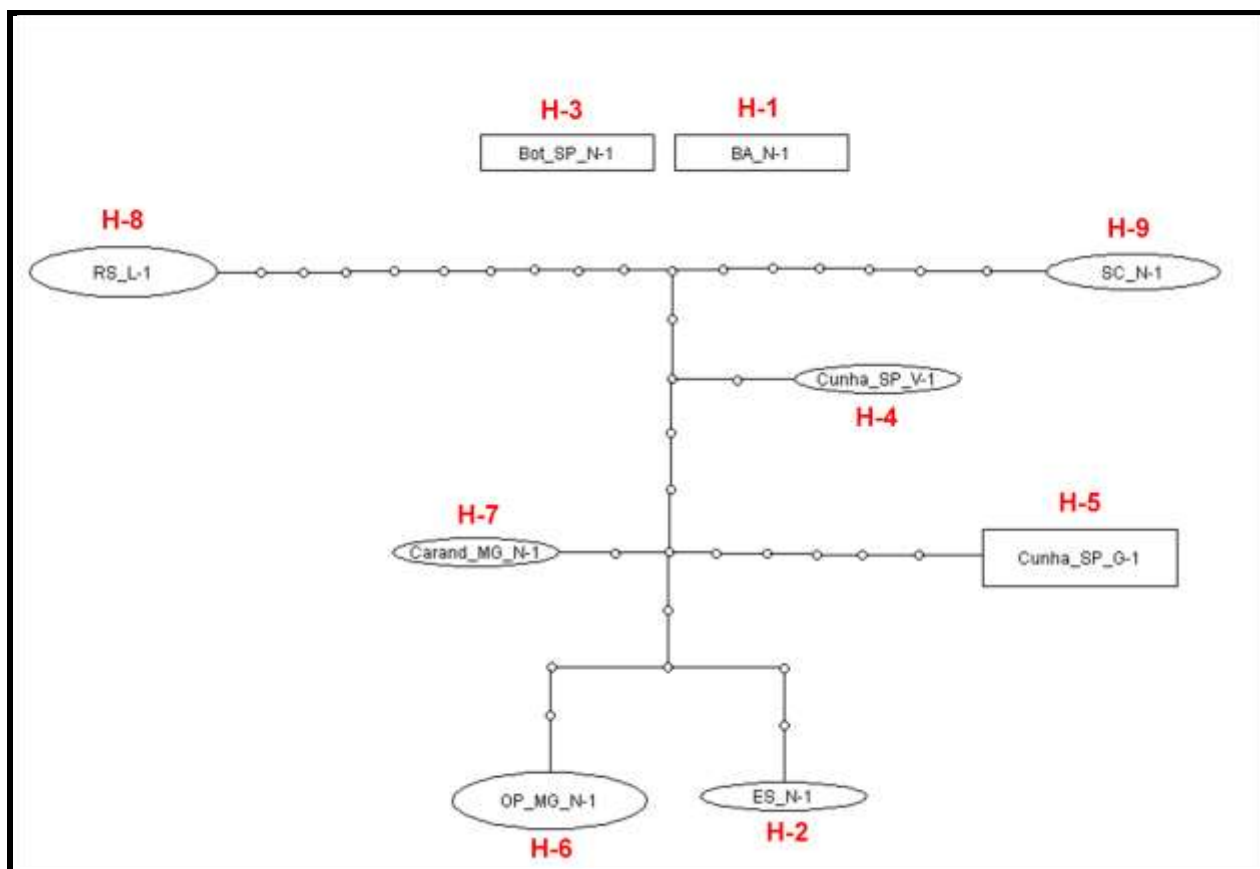 H-3 H-1
Bot_SP_N-1 BA_N-1
H-8 H-9
RS_L-1 SC_N-1
Cunha_SP_V-1
H-4
H-7 H-5
Carand_MG_N-1 Cunha_SP_G-1
OP_MG_N-1 ES_N-1
H-6 H-2